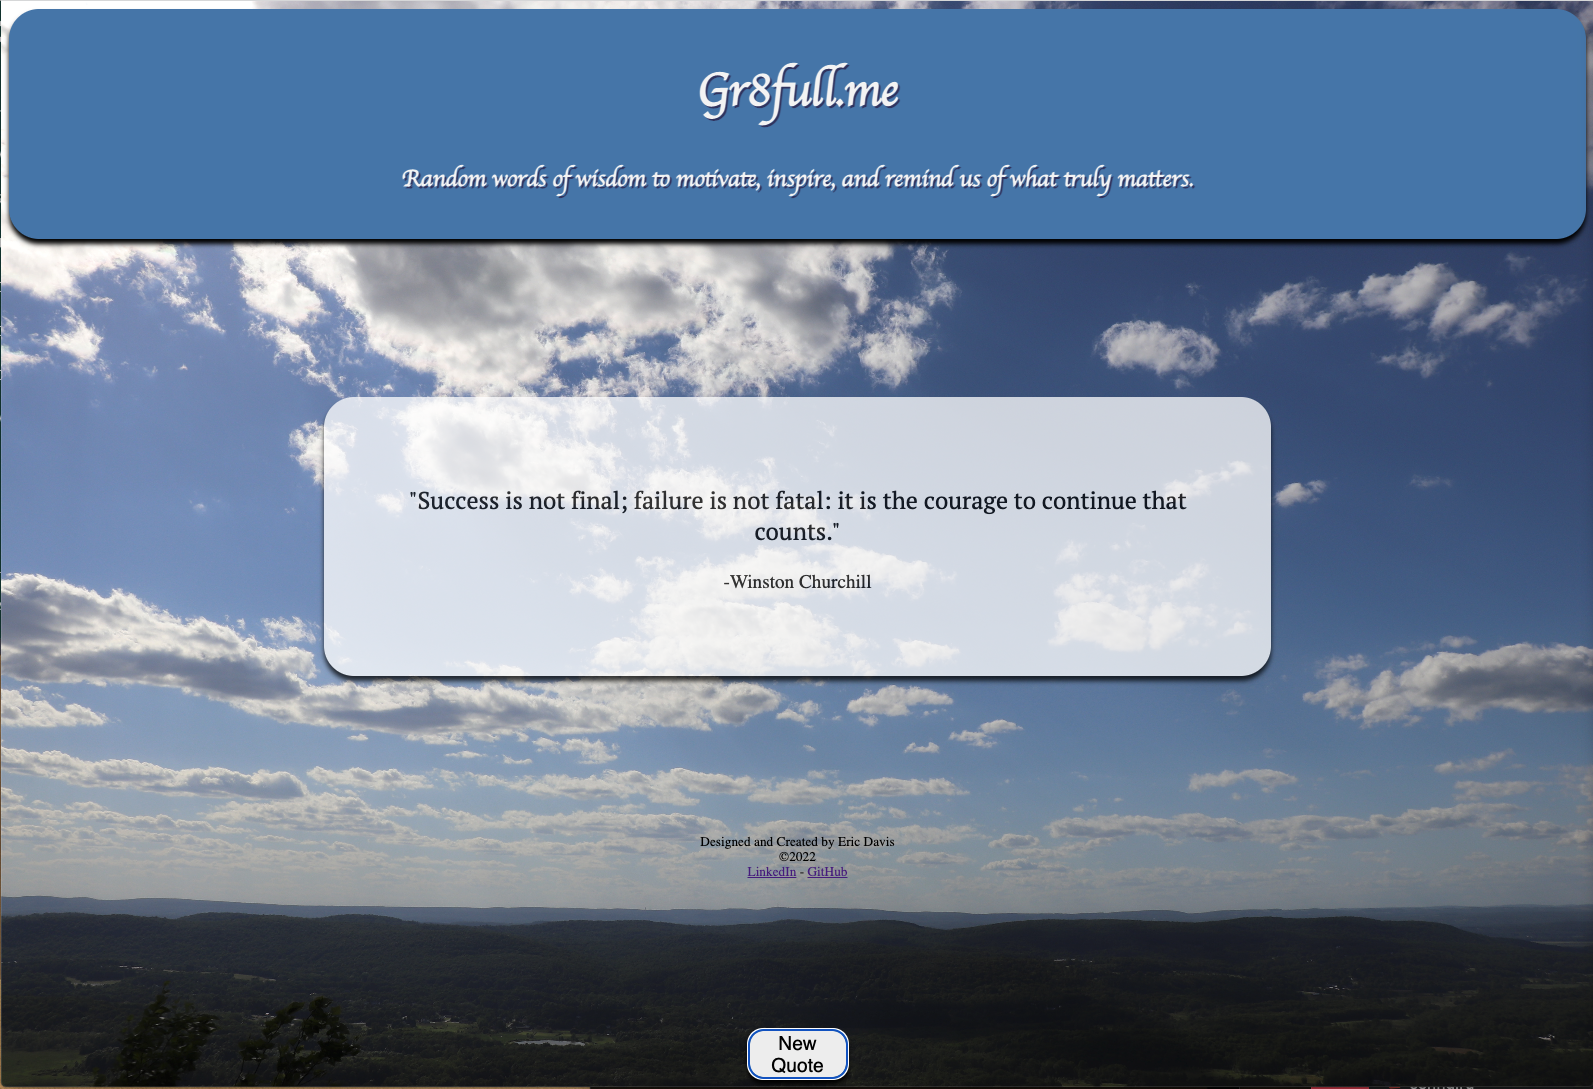 Gr8full.me
Random words of wisdom to motivate, inspire, and remind us of what truly matters.
"Success is not final; failure is not fatal: it is the courage to continue that
counts."
-Winston Churchill
Designed and Created by Eric Davis
©2022
LinkedIn - GitHub
New
Quote